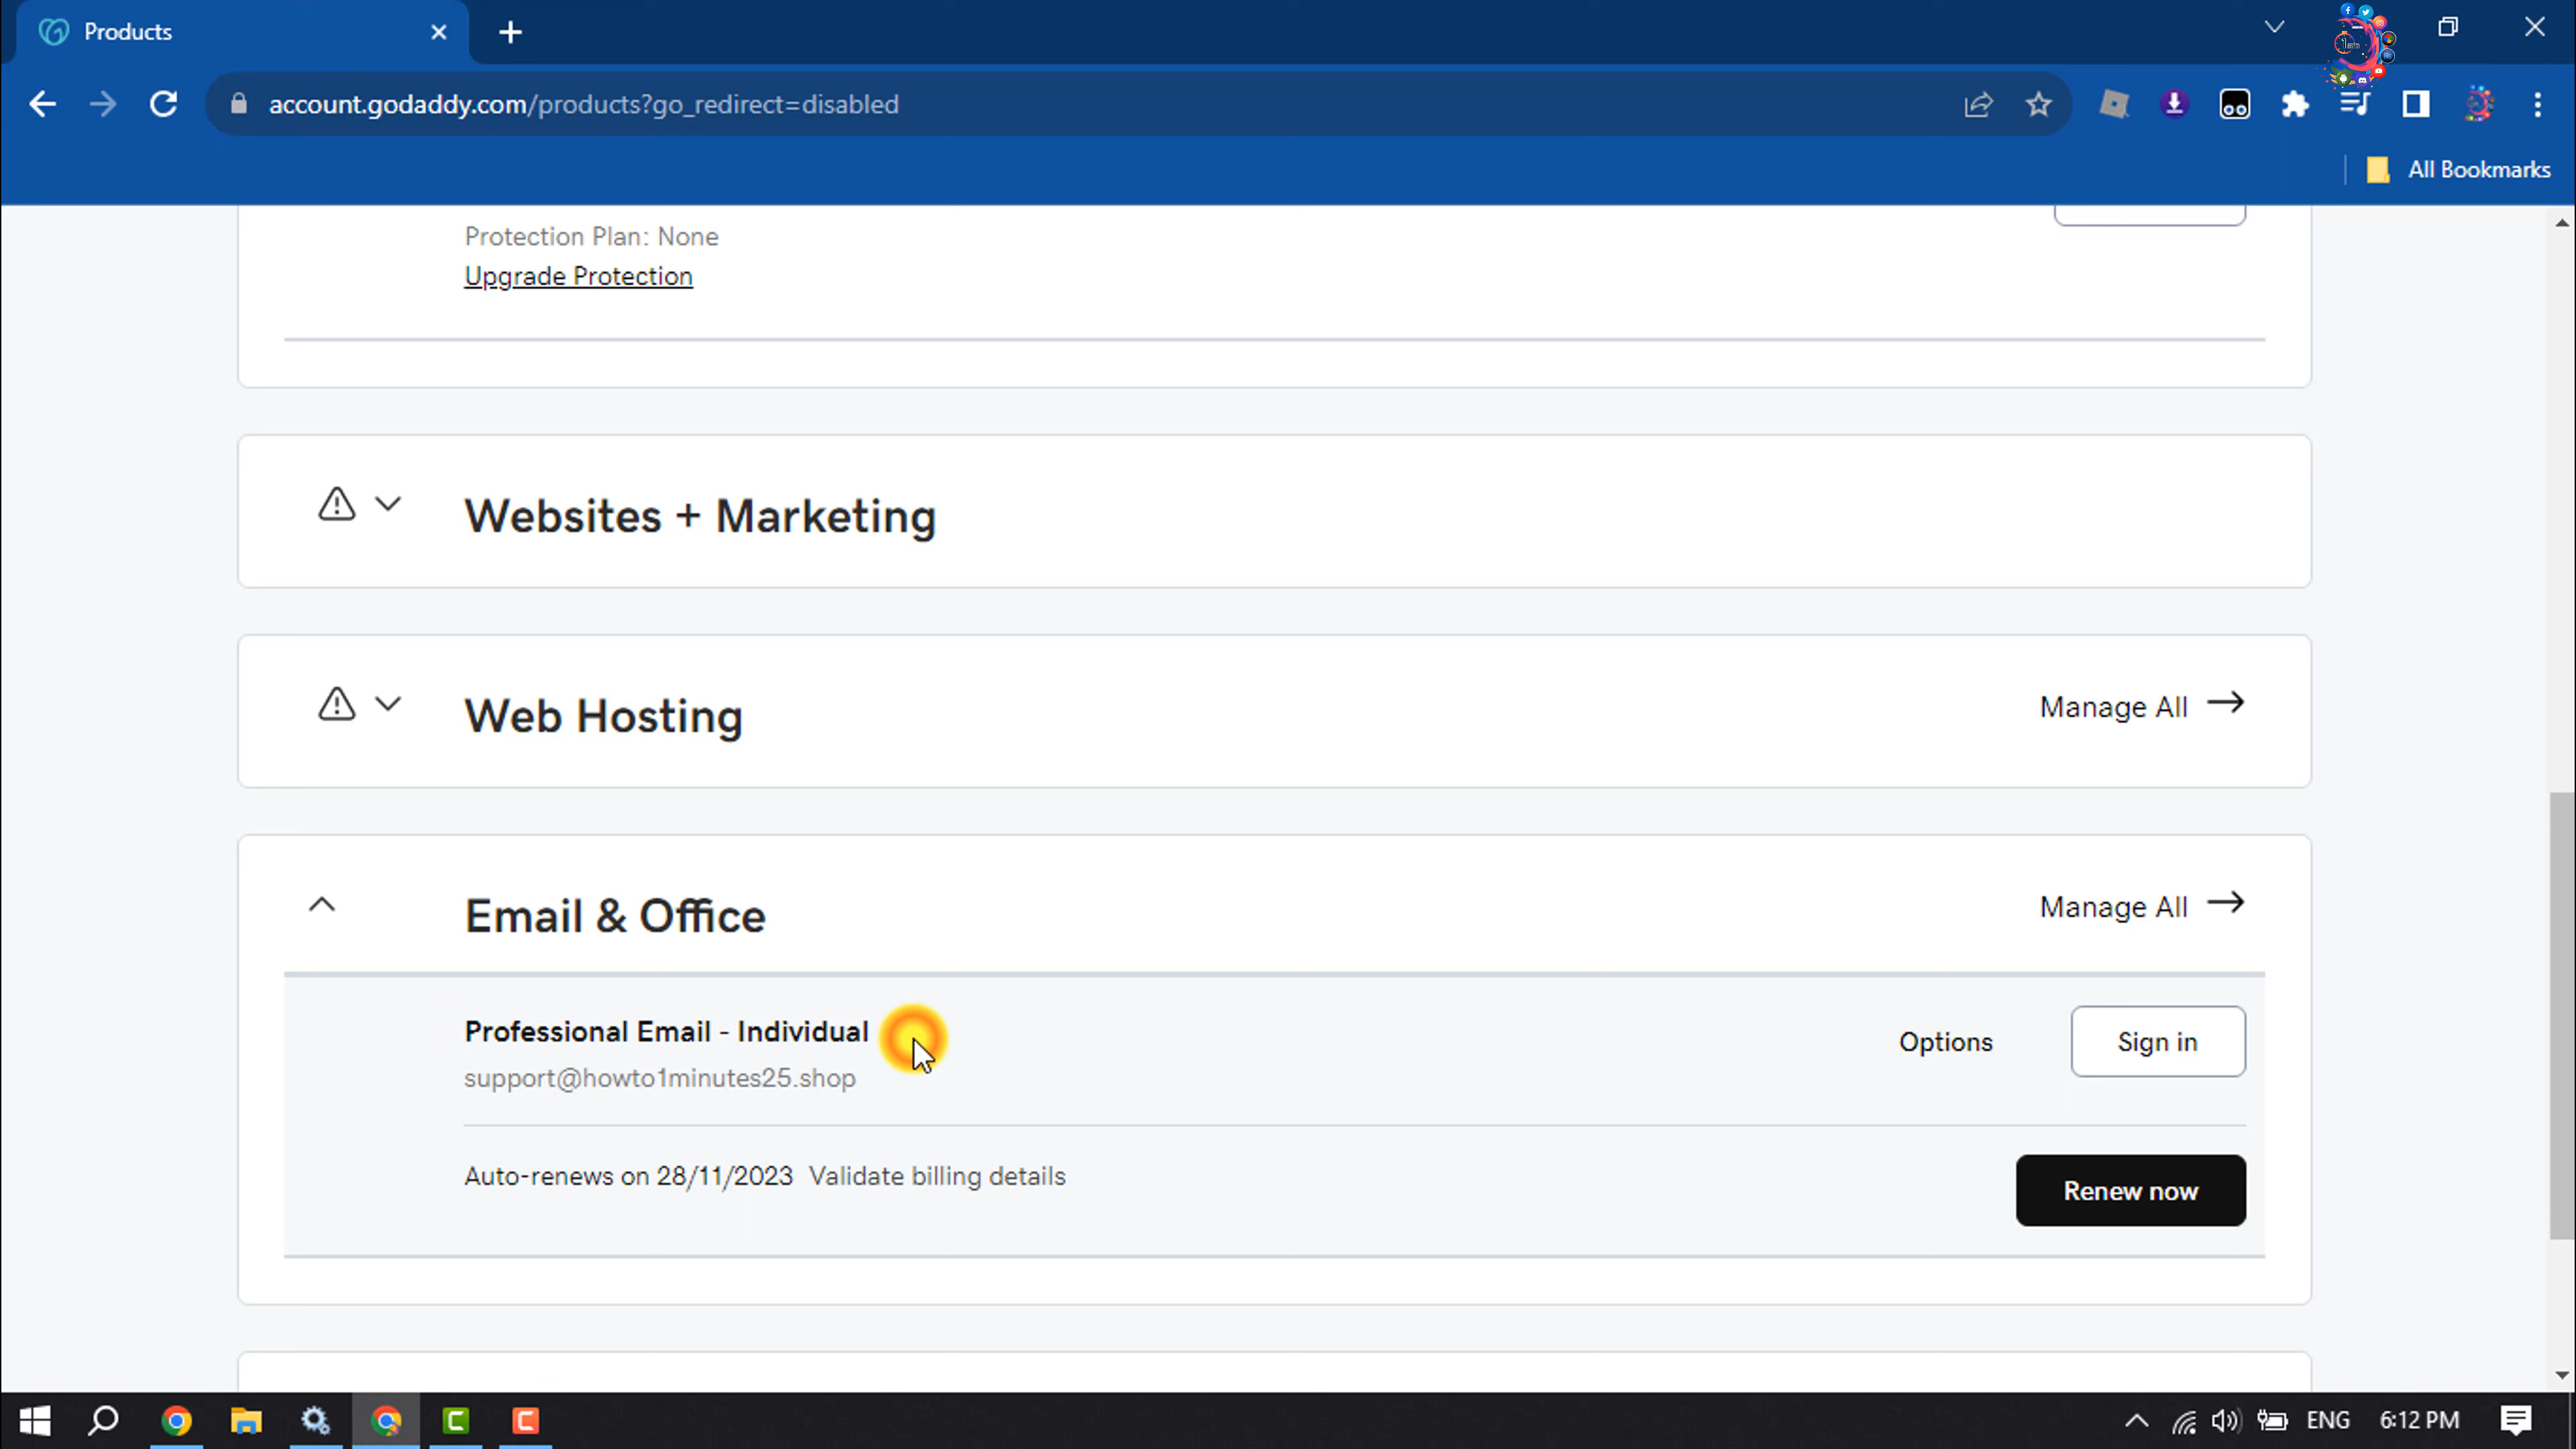 Products
account.godaddy.com/products?go_redirect=disabled
All Bookmarks
Protection Plan: None
Upgrade Protection
Websites + Marketing
Web Hosting
Manage All
Email & Office
Manage All
Professional Email - Individual
Options
Sign in
support@howto1minutes25.shop
Auto-renews on 28/11/2023 Validate billing details
Renew now
ENG
6:12 PM